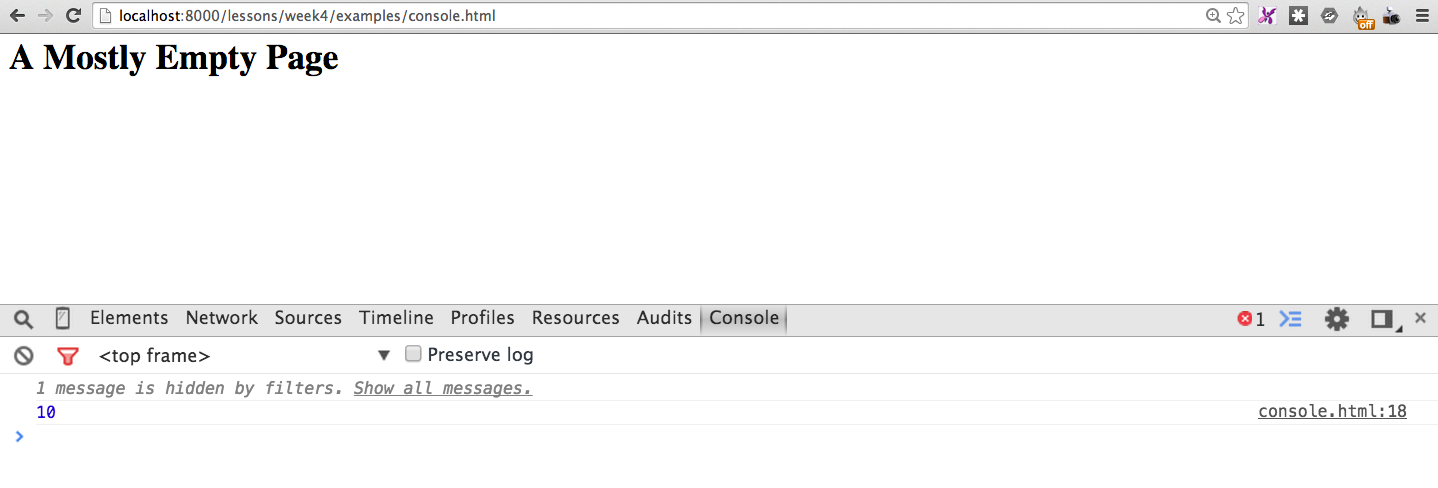 localhost:8000/lessons/week4/examples/console.html
off
A Mostly Empty Page
Elements Network Sources Timeline Profiles Resources Audits Console 1
<top frame> Preserve log
1 message is hidden by filters. Show all messages.
10 console.html:18